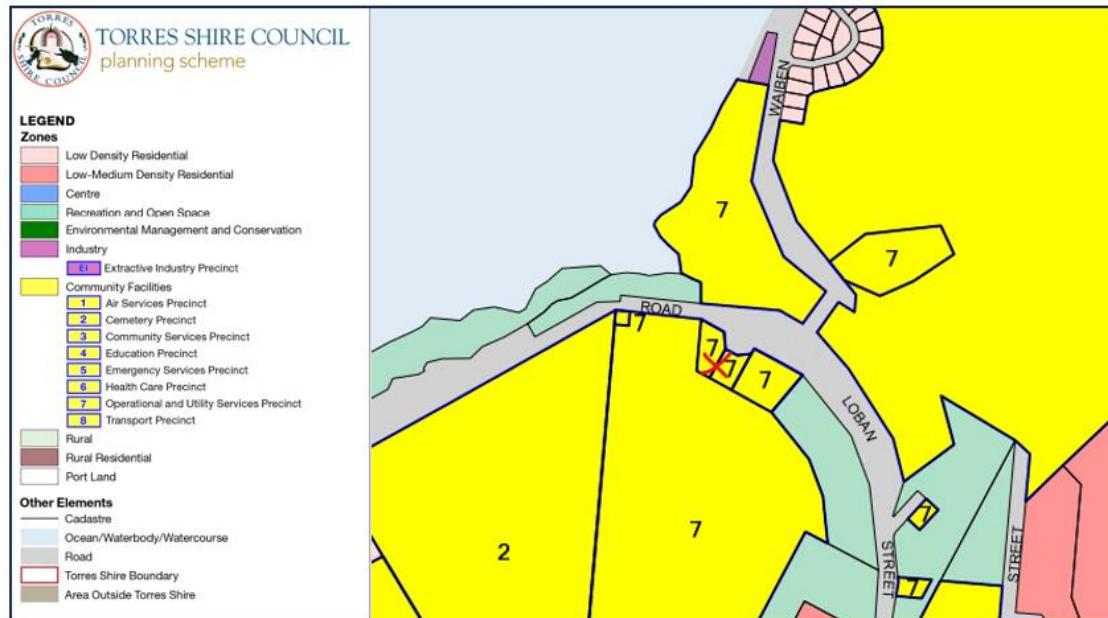 TORRES
SHIRE COUNCIL
TORRES SHIRE COUNCIL
planning scheme
LEGEND
Zones
Low Density Residential
Low-Medium Density Residential
Centre
Recreation and Open Space
Environmental Management and Conservation
Industry
EI Extractive Industry Precinct
Community Facilities
1 Air Services Precinct
2 Cemetery Precinct
3 Community Services Precinct
4 Education Precinct
5 Emergency Services Precinct
6 Health Care Precinct
7 Operational and Utility Services Precinct
8 Transport Precinct
Rural
Rural Residential
Port Land
Other Elements
Cadastre
Ocean/Waterbody/Watercourse
Road
Torres Shire Boundary
Area Outside Torres Shire
WAIBEN
7
7
ROAD
7
7
7
7
LOBAN
7
7
2
STREET
STREET
7